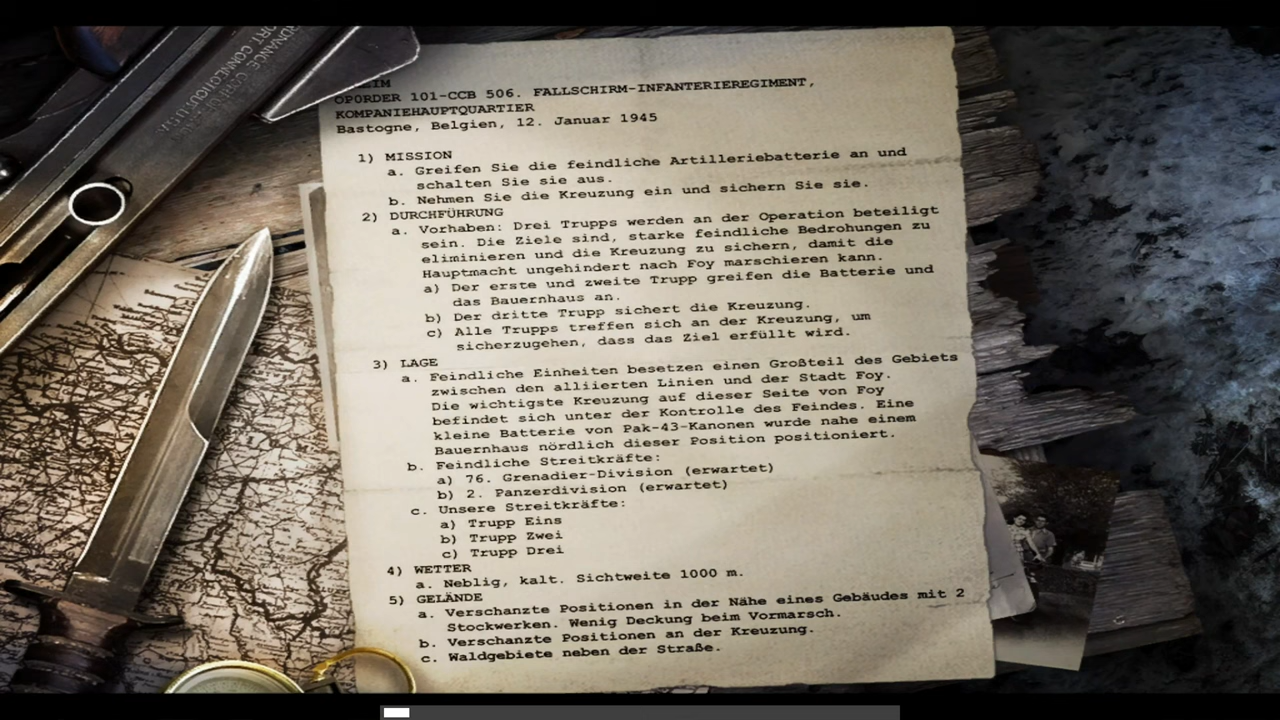 OPORDER 101-CCB 506. FALLSCHIRM-INFANTERIEREGIMENT,
KOMPANIEHAUPTQUARTIER
Bastogne, Belgien, 12. Januar 1945
1) MISSION
a. Greifen Sie die feindliche Artilleriebatterie an und
schalten Sie sie aus.
b. Nehmen Sie die Kreuzung ein und sichern Sie sie.
2) DURCHFÜHRUNG
a. Vorhaben: Drei Trupps werden an der Operation beteiligt
sein. Die Ziele sind, starke feindliche Bedrohungen zu
eliminieren und die Kreuzung zu sichern, damit die
Hauptmacht ungehindert nach Foy marschieren kann.
a) Der erste und zweite Trupp greifen die Batterie und
das Bauernhaus an.
b) Der dritte Trupp sichert die Kreuzung.
c) Alle Trupps treffen sich an der Kreuzung, um
sicherzugehen, dass das Ziel erfüllt wird.
3) LAGE
a. Feindliche Einheiten besetzen einen Großteil des Gebiets
zwischen den alliierten Linien und der Stadt Foy.
Die wichtigste Kreuzung auf dieser Seite von Foy
befindet sich unter der Kontrolle des Feindes. Eine
kleine Batterie von Pak-43-Kanonen wurde nahe einem
Bauernhaus nördlich dieser Position positioniert.
b. Feindliche Streitkräfte:
a) 76. Grenadier-Division (erwartet)
b) 2. Panzerdivision (erwartet)
c. Unsere Streitkräfte:
a) Trupp Eins
b) Trupp Zwei
c) Trupp Drei
4) WETTER
a. Neblig, kalt. Sichtweite 1000 m.
5) GELÄNDE
a. Verschanzte Positionen in der Nähe eines Gebäudes mit 2
Stockwerken. Wenig Deckung beim Vormarsch.
b. Verschanzte Positionen an der Kreuzung.
c. Waldgebiete neben der Straße.